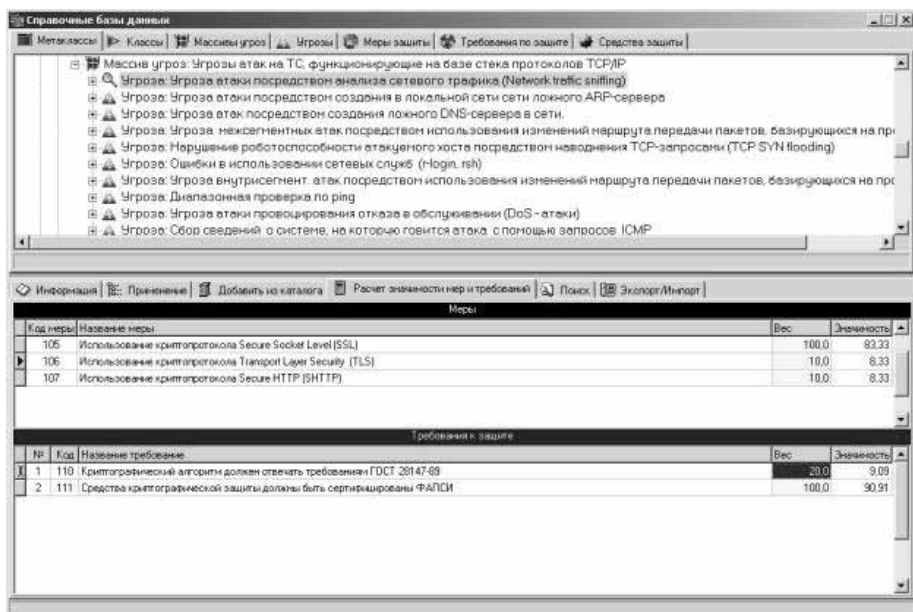 Справочные базы данных
Метаклассы Классы Массивы угроз Угрозы Меры защиты Требования по защите Средства защиты
Массив угроз: Угрозы атак на ТС, функционирующие на базе стека протоколов TCP/IP
Угроза: Угроза атаки посредством анализа сетевого трафика (Network traffic sniffing)
Угроза: Угроза атаки посредством создания в локальной сети сети ложного ARP-сервера
Угроза: Угроза атак посредством создания ложного DNS-сервера в сети.
Угроза: Угроза межсегментных атак посредством использования изменений маршрута передачи пакетов, базирующихся на пр
Угроза: Нарушение роботоспособности атакуемого хоста посредством наводнения TCP-запросами (TCP SYN flooding)
Угроза: Ошибки в использовании сетевых служб (rlogin, rsh)
Угроза: Угроза внутрисегмент. атак посредством использования изменений маршрута передачи пакетов, базирующихся на про
Угроза: Диапазонная проверка по ping
Угроза: Угроза атаки провоцирования отказа в обслуживании (DoS - атаки)
Угроза: Сбор сведений о системе, на которую говится атака с помощью запросов ICMP
Информация Применение Добавить из каталога Расчет значимости мер и требований Поиск Экспорт/Импорт
Меры
Код меры Название меры Вес Значимость
105 Использование криптопротокола Secure Socket Level (SSL) 100,0 83,33
106 Использование криптопротокола Transport Layer Security (TLS) 10,0 8,33
107 Использование криптопротокола Secure HTTP (SHTTP) 10,0 8,33
Требования к защите
№ Код Название требование Вес Значимость
1 110 Криптографический алгоритм должен отвечать требованиям ГОСТ 28147-89 20,0 9,09
2 111 Средства криптографической защиты должны быть сертифицированы ФАПСИ 100,0 90,91